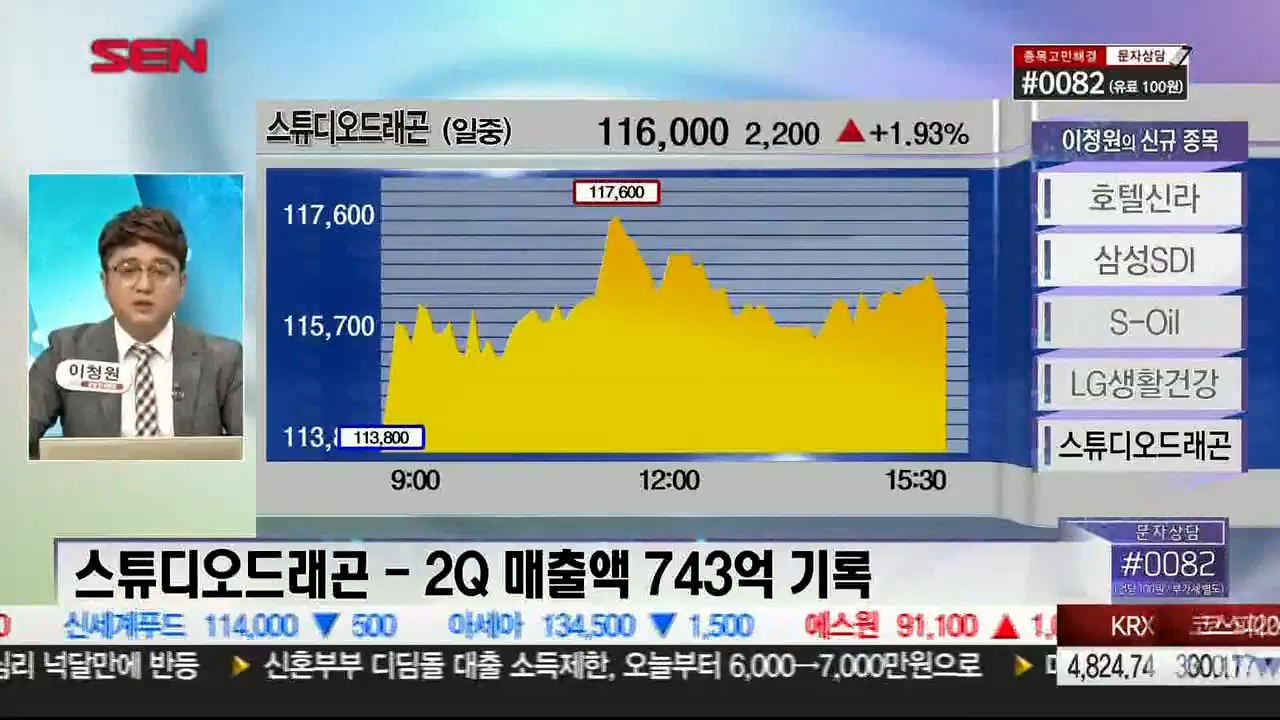 SEN
종목고민해결 문자상담 7
#0082 (유료 100원)
스튜디오드래곤 (일중) 116,000 2,200 ▲+1.93%
이청원의 신규 종목
호텔신라
삼성SDI
S-Oil
LG생활건강
스튜디오드래곤
117,600
117,600
115,700
113,800
9:00 12:00 15:30
이청원
스튜디오드래곤 - 2Q 매출액 743억 기록
문자상담
#0082
신세계푸드 114,000 ▼ 500 아세아 134,500 ▼ 1,500 에스원 91,100 ▲
KRX
넉달만에 반등 ▶ 신혼부부 디딤돌 대출 소득제한, 오늘부터 6,000→7,000만원으로 ▶
4,824.74